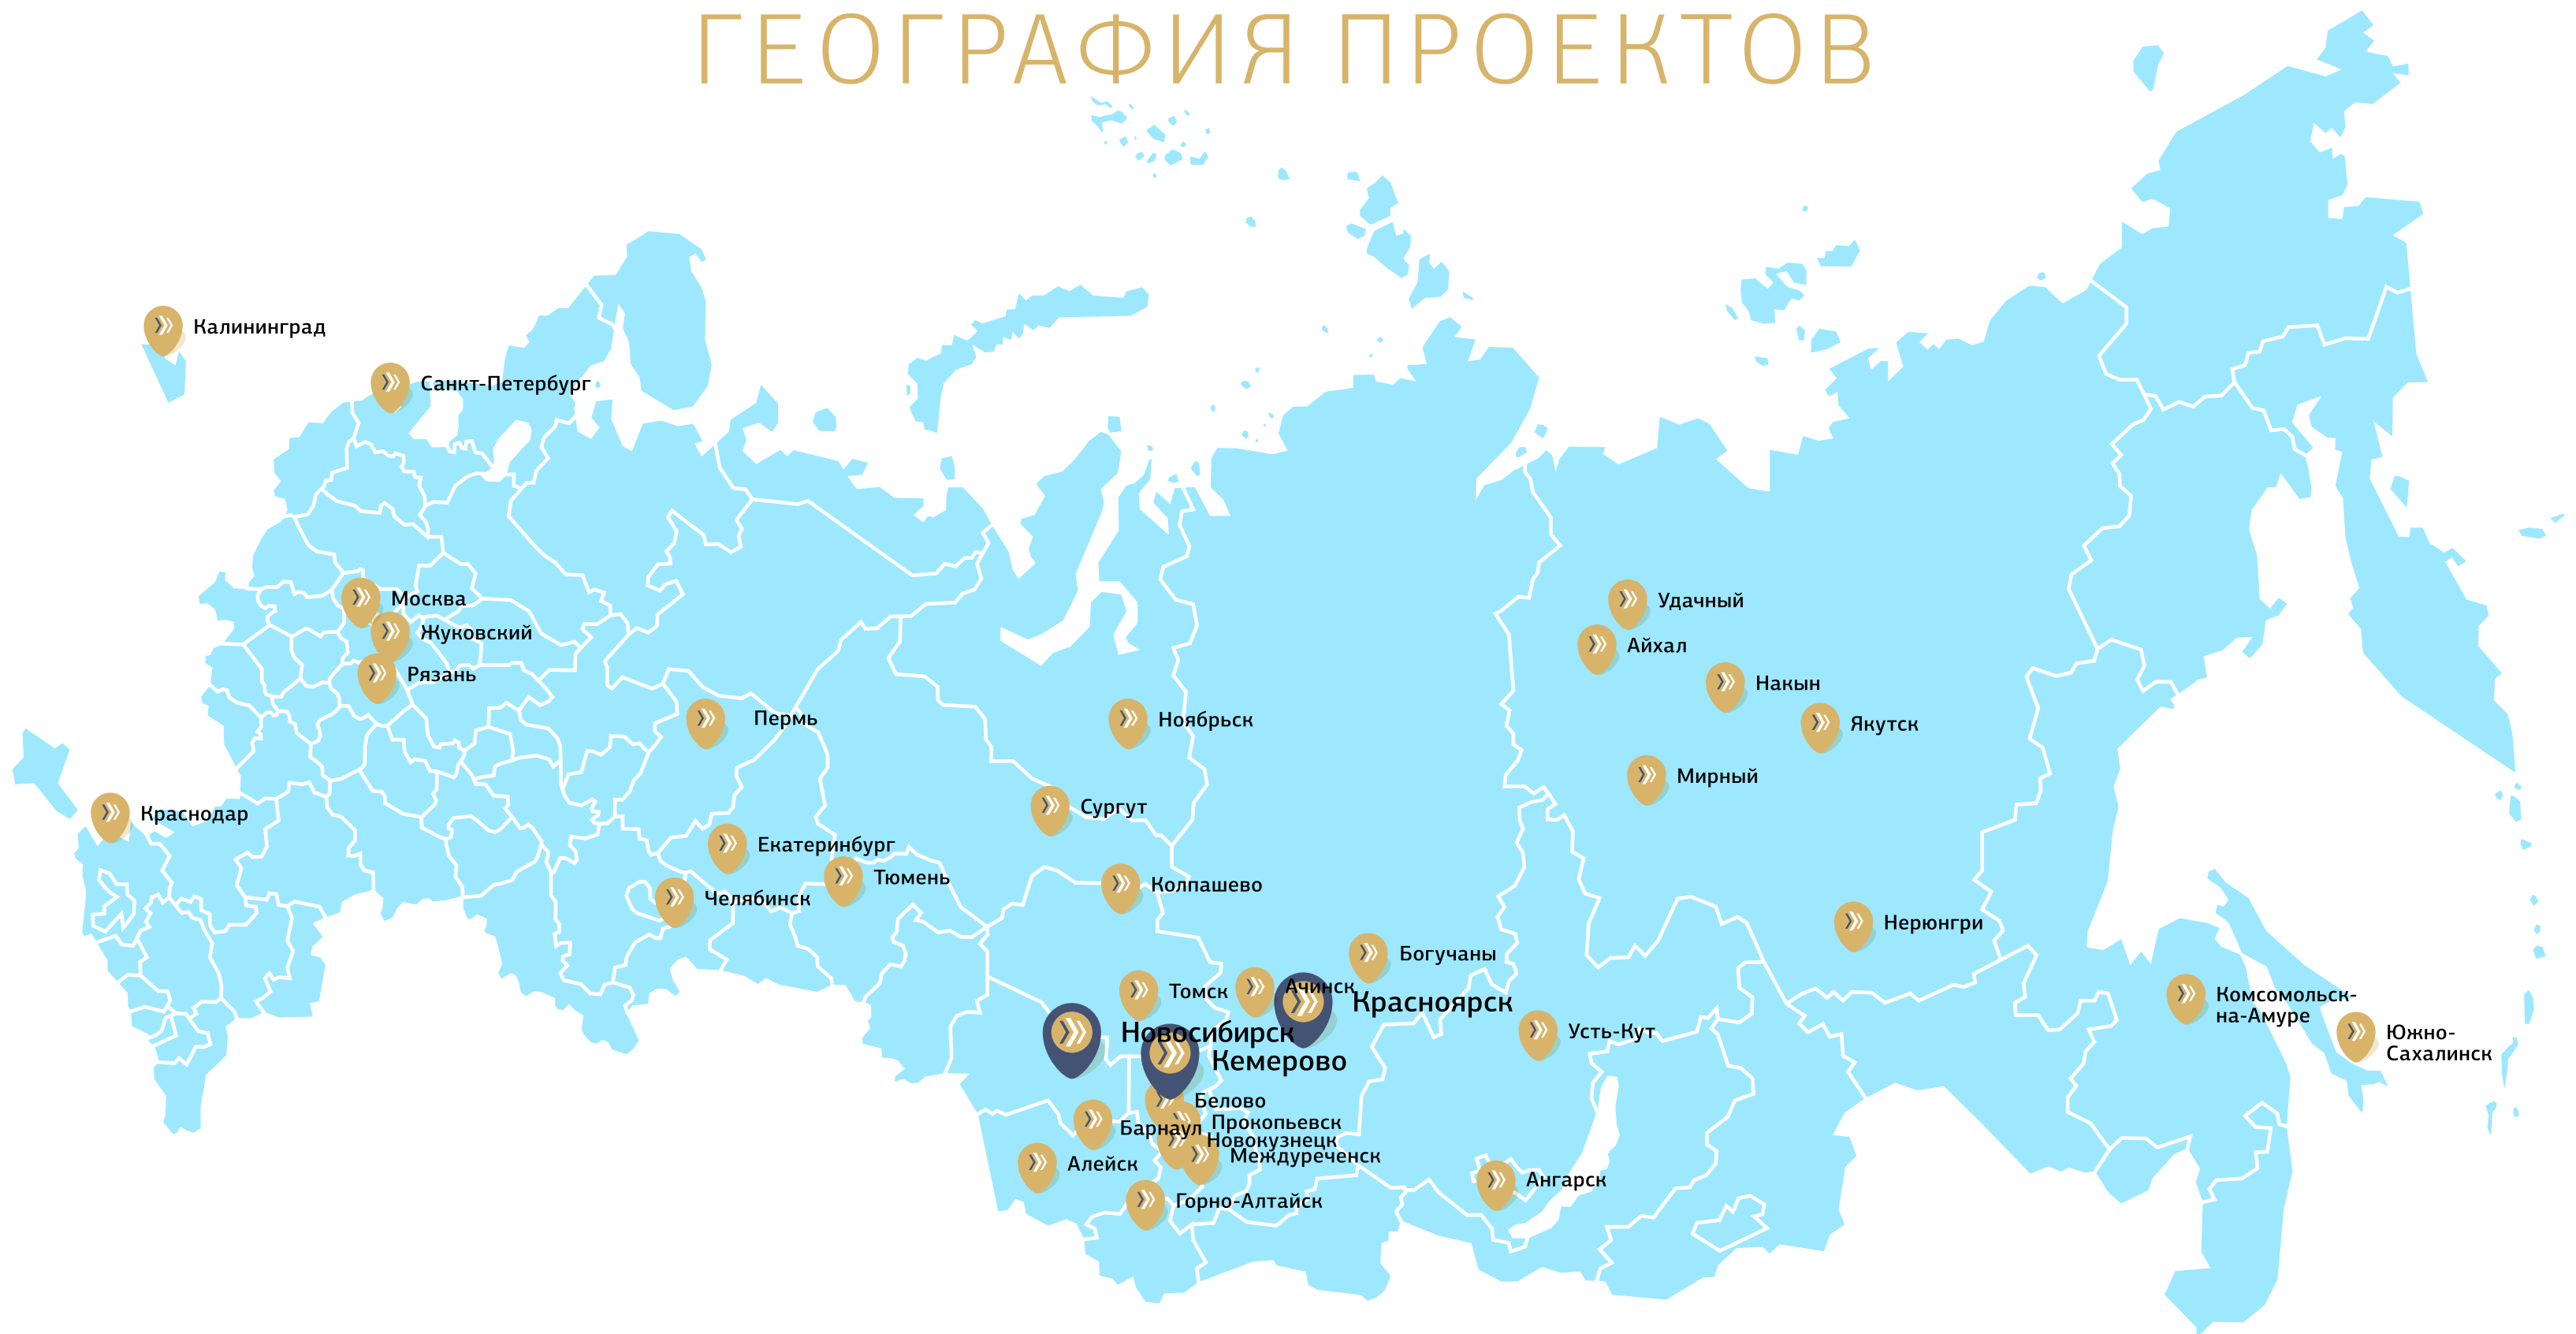 ГЕОГРАФИЯ ПРОЕКТОВ
Калининград
Санкт-Петербург
Москва
Жуковский
Рязань
Пермь
Краснодар
Екатеринбург
Тюмень
Челябинск
Ноябрьск
Сургут
Колпашево
Удачный
Айхал
Накын
Якутск
Мирный
Нерюнгри
Богучаны
Ачинск
Красноярск
Томск
Новосибирск
Кемерово
Усть-Кут
Комсомольск-
на-Амуре
Южно-
Сахалинск
Белово
Прокопьевск
Барнаул
Новокузнецк
Междуреченск
Алейск
Горно-Алтайск
Ангарск